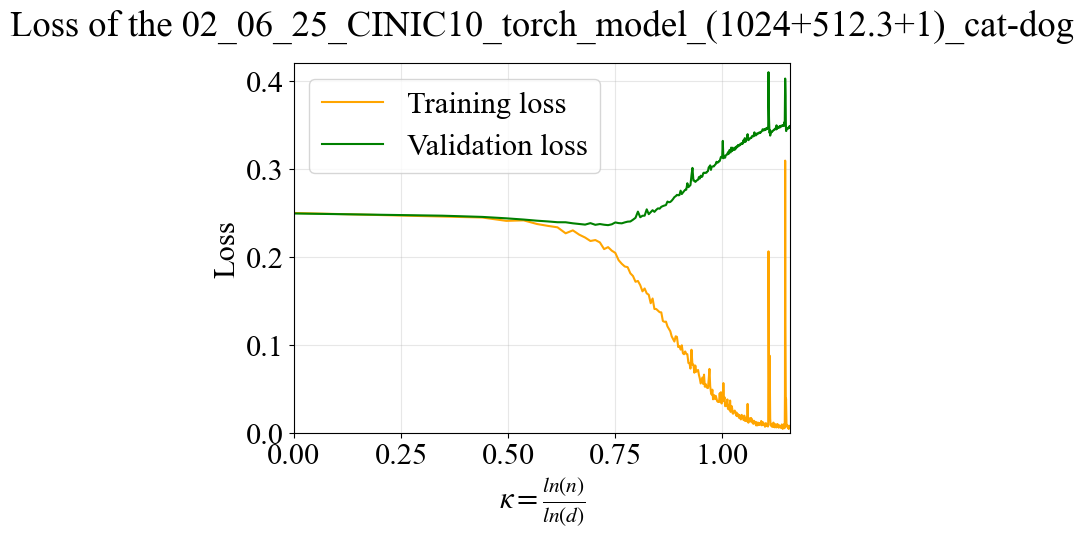 Loss of the 02_06_25_CINIC10_torch_model_(1024+512.3+1)_cat-dog
0.4
0.3
0.2
0.1
0.0
Loss
Training loss
Validation loss
0.00 0.25 0.50 0.75 1.00
κ = ln(n) / ln(d)